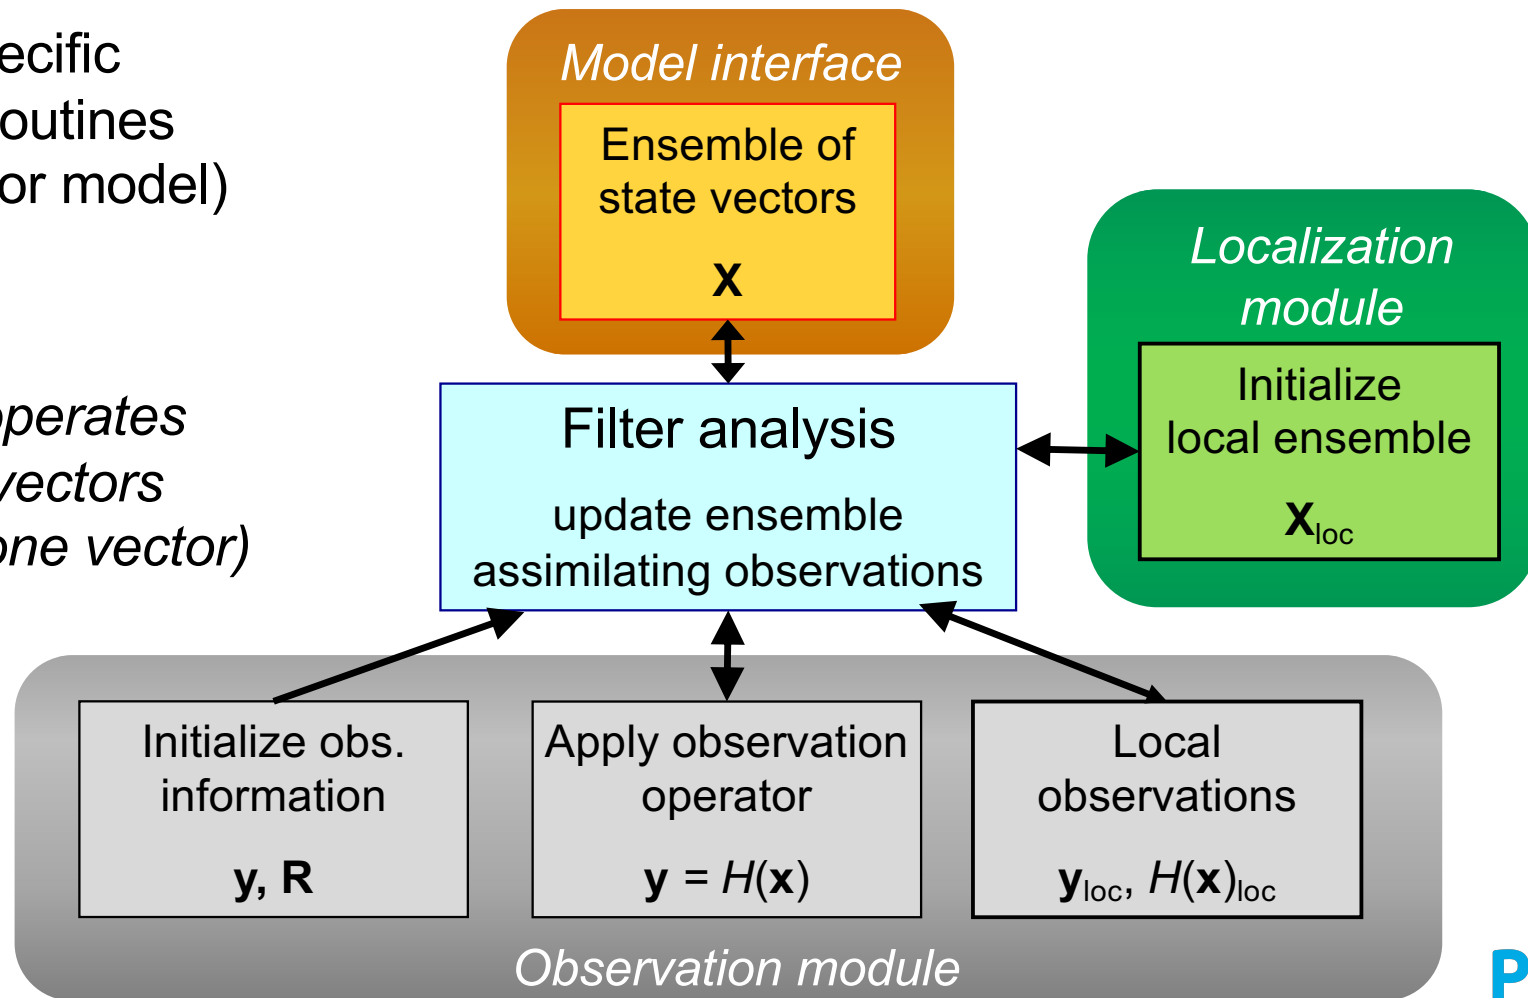 ecific
outines
or model)
operates
vectors
one vector)
Model interface
Ensemble of
state vectors
X
Localization
module
Initialize
local ensemble
Xloc
Filter analysis
update ensemble
assimilating observations
Initialize obs.
information
y, R
Apply observation
operator
y = H(x)
Local
observations
yloc, H(x)loc
Observation module
P